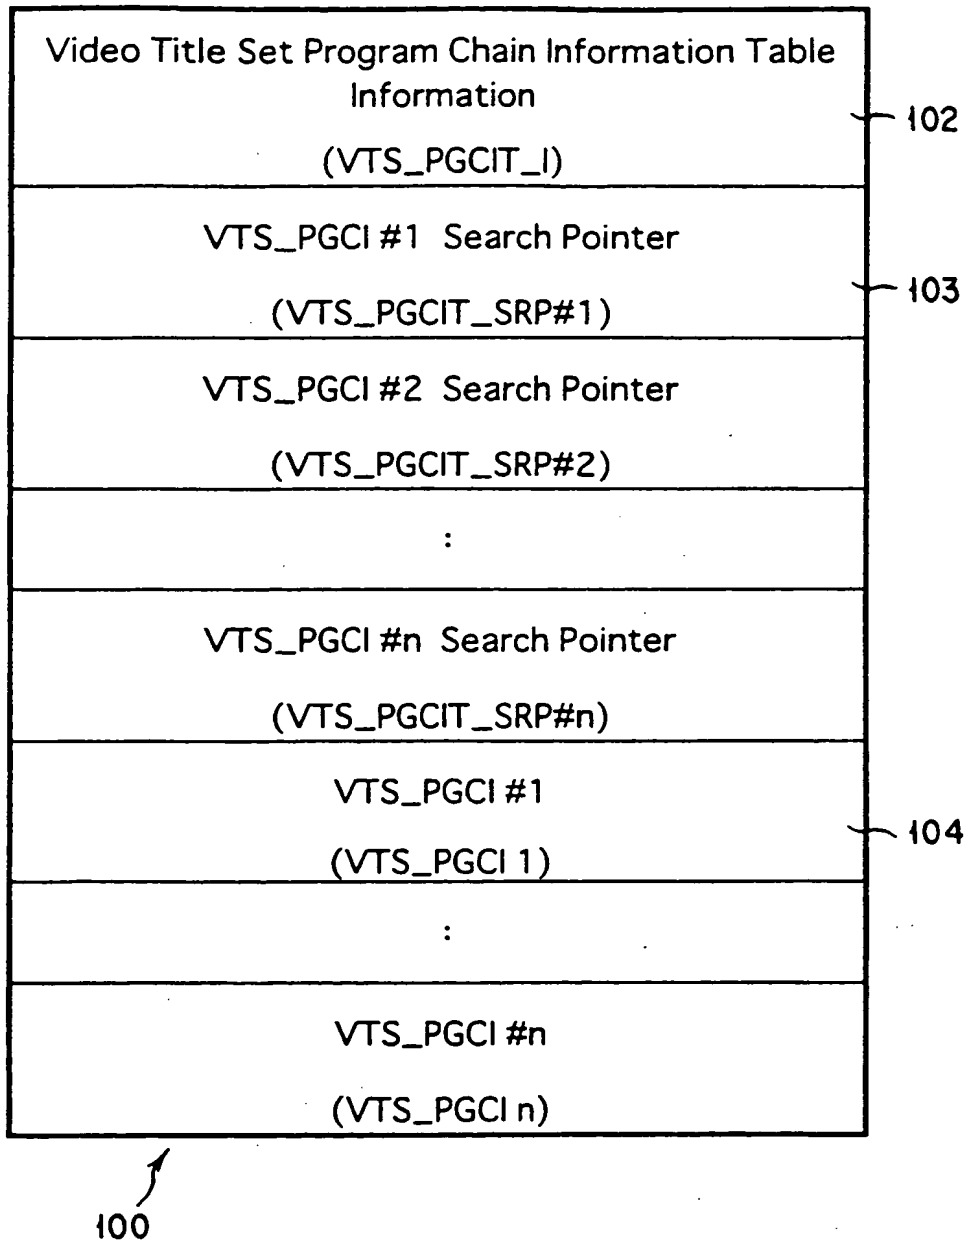 Video Title Set Program Chain Information Table
Information
(VTS_PGCIT_I)
102
VTS_PGCI #1 Search Pointer
(VTS_PGCIT_SRP#1)
103
VTS_PGCI #2 Search Pointer
(VTS_PGCIT_SRP#2)
:
VTS_PGCI #n Search Pointer
(VTS_PGCIT_SRP#n)
VTS_PGCI #1
(VTS_PGCI 1)
104
:
VTS_PGCI #n
(VTS_PGCI n)
100